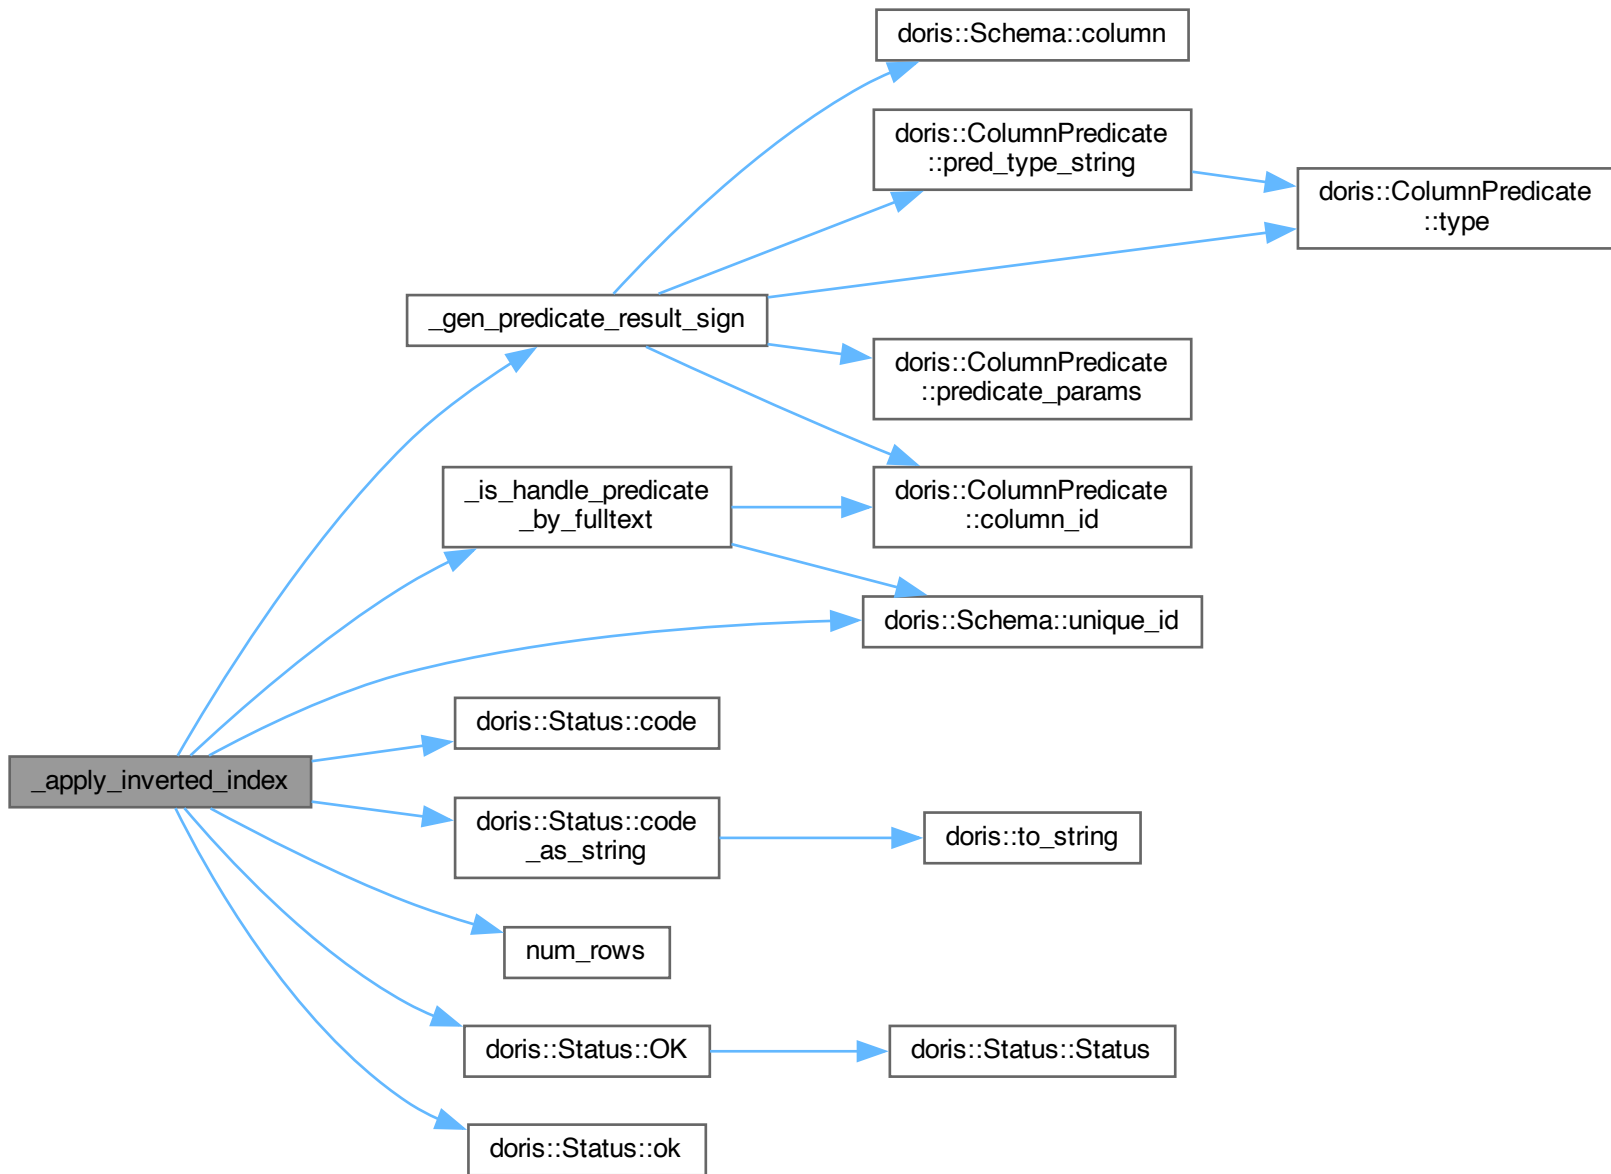 doris::Schema::column
doris::ColumnPredicate
::pred_type_string
doris::ColumnPredicate
::type
_gen_predicate_result_sign
doris::ColumnPredicate
::predicate_params
_is_handle_predicate
_by_fulltext
doris::ColumnPredicate
::column_id
doris::Schema::unique_id
doris::Status::code
_apply_inverted_index
doris::Status::code
_as_string
doris::to_string
num_rows
doris::Status::OK
doris::Status::Status
doris::Status::ok